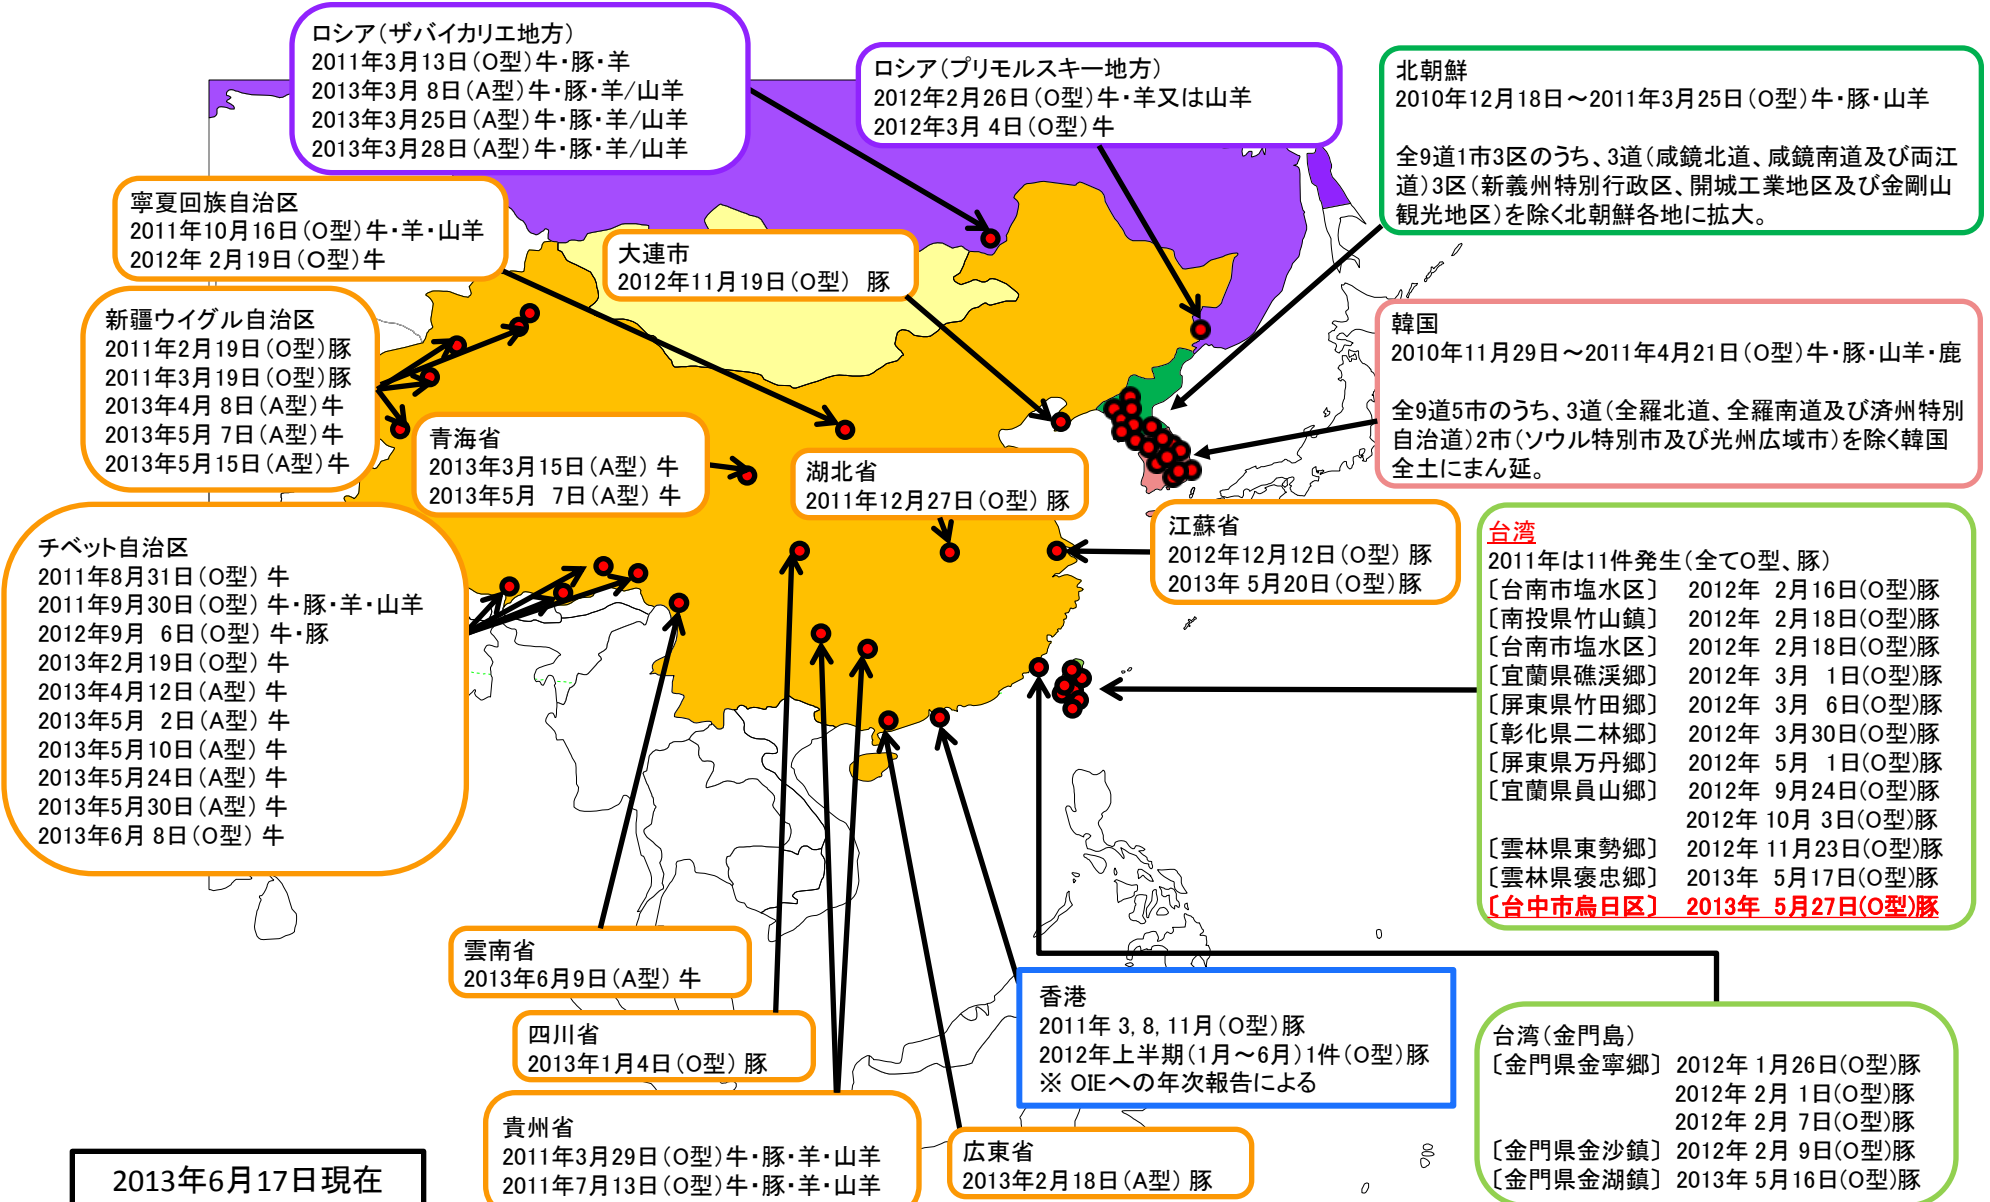 ロシア（ザバイカリエ地方）
2011年3月13日（O型）牛・豚・羊
2013年3月 8日（A型）牛・豚・羊/山羊
2013年3月25日（A型）牛・豚・羊/山羊
2013年3月28日（A型）牛・豚・羊/山羊
ロシア（プリモルスキー地方）
2012年2月26日（O型）牛・羊又は山羊
2012年3月 4日（O型）牛
北朝鮮
2010年12月18日～2011年3月25日（O型）牛・豚・山羊
全9道1市3区のうち、3道（咸鏡北道、咸鏡南道及び両江
道）3区（新義州特別行政区、開城工業地区及び金剛山
観光地区）を除く北朝鮮各地に拡大。
寧夏回族自治区
2011年10月16日（O型）牛・羊・山羊
2012年 2月19日（O型）牛
大連市
2012年11月19日（O型） 豚
新疆ウイグル自治区
2011年2月19日（O型）豚
2011年3月19日（O型）豚
2013年4月 8日（A型）牛
2013年5月 7日（A型）牛
2013年5月15日（A型）牛
韓国
2010年11月29日～2011年4月21日（O型）牛・豚・山羊・鹿
全9道5市のうち、3道（全羅北道、全羅南道及び済州特別
自治道）2市（ソウル特別市及び光州広域市）を除く韓国
全土にまん延。
青海省
2013年3月15日（A型） 牛
2013年5月 7日（A型） 牛
湖北省
2011年12月27日（O型） 豚
江蘇省
2012年12月12日（O型） 豚
2013年 5月20日（O型）豚
チベット自治区
2011年8月31日（O型） 牛
2011年9月30日（O型） 牛・豚・羊・山羊
2012年9月 6日（O型） 牛・豚
2013年2月19日（O型） 牛
2013年4月12日（A型） 牛
2013年5月 2日（A型） 牛
2013年5月10日（A型） 牛
2013年5月24日（A型） 牛
2013年5月30日（A型） 牛
2013年6月 8日（O型） 牛
台湾
2011年は11件発生（全てO型、豚）
〔台南市塩水区〕 2012年 2月16日（O型）豚
〔南投県竹山鎮〕 2012年 2月18日（O型）豚
〔台南市塩水区〕 2012年 2月18日（O型）豚
〔宜蘭県礁渓郷〕 2012年 3月 1日（O型）豚
〔屏東県竹田郷〕 2012年 3月 6日（O型）豚
〔彰化県二林郷〕 2012年 3月30日（O型）豚
〔屏東県万丹郷〕 2012年 5月 1日（O型）豚
〔宜蘭県員山郷〕 2012年 9月24日（O型）豚
2012年 10月 3日（O型）豚
〔雲林県東勢郷〕 2012年 11月23日（O型）豚
〔雲林県褒忠郷〕 2013年 5月17日（O型）豚
〔台中市烏日区〕 2013年 5月27日（O型）豚
雲南省
2013年6月9日（A型） 牛
四川省
2013年1月4日（O型） 豚
香港
2011年 3, 8, 11月（O型）豚
2012年上半期（1月～6月）1件（O型）豚
※ OIEへの年次報告による
台湾（金門島）
〔金門県金寧郷〕 2012年 1月26日（O型）豚
2012年 2月 1日（O型）豚
2012年 2月 7日（O型）豚
〔金門県金沙鎮〕 2012年 2月 9日（O型）豚
〔金門県金湖鎮〕 2013年 5月16日（O型）豚
貴州省
2011年3月29日（O型）牛・豚・羊・山羊
2011年7月13日（O型）牛・豚・羊・山羊
広東省
2013年2月18日（A型） 豚
2013年6月17日現在